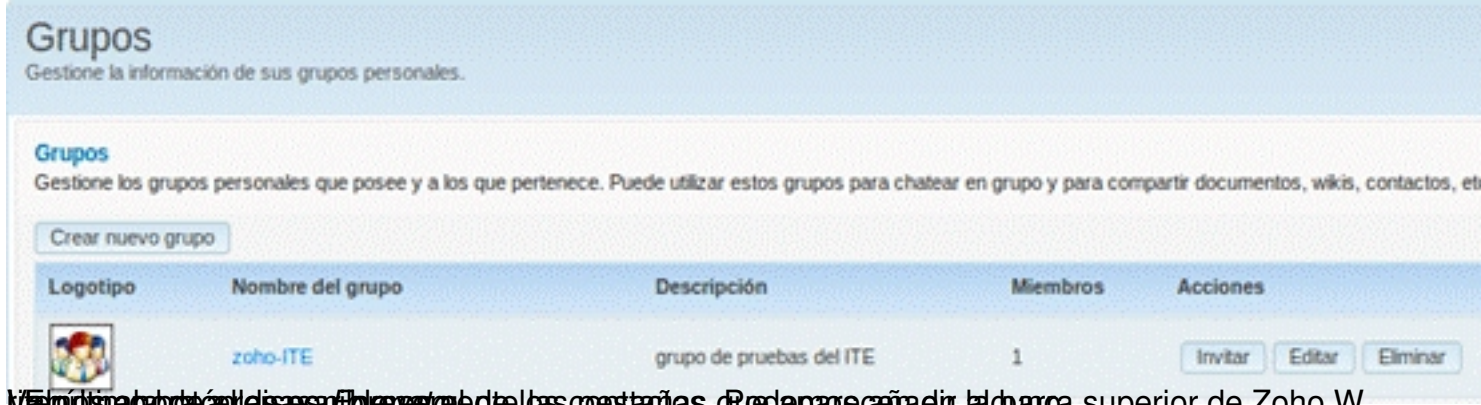 Grupos
Gestione la información de sus grupos personales.
Grupos
Gestione los grupos personales que posee y a los que pertenece. Puede utilizar estos grupos para chatear en grupo y para compartir documentos, wikis, contactos, etc
Crear nuevo grupo
Logotipo Nombre del grupo Descripción Miembros Acciones
zoho-ITE grupo de pruebas del ITE 1 Invitar Editar Eliminar
superior de Zoho W